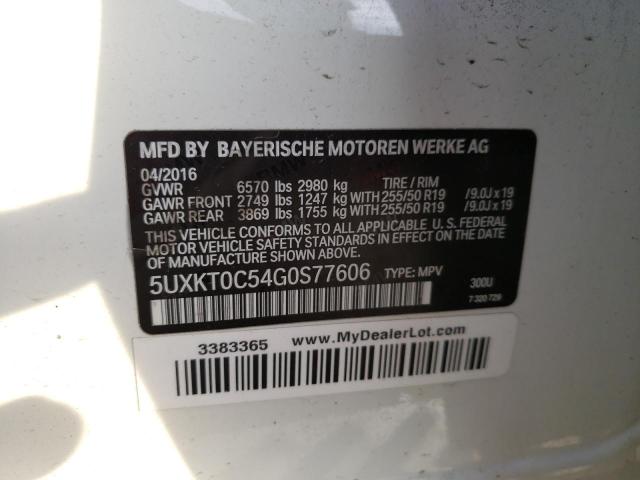 MFD BY BAYERISCHE MOTOREN WERKE AG
04/2016
GVWR 6570 lbs 2980 kg TIRE / RIM
GAWR FRONT 2749 lbs 1247 kg WITH 255/50 R19 /9.0J x 19
GAWR REAR 3869 lbs 1755 kg WITH 255/50 R19 /9.0J x 19
THIS VEHICLE CONFORMS TO ALL APPLICABLE U.S. FEDERAL
MOTOR VEHICLE SAFETY STANDARDS IN EFFECT ON THE DATE
OF MANUFACTURE SHOWN ABOVE.
5UXKT0C54G0S77606 TYPE: MPV 300U
7 320 729
3383365 www.MyDealerLot.com